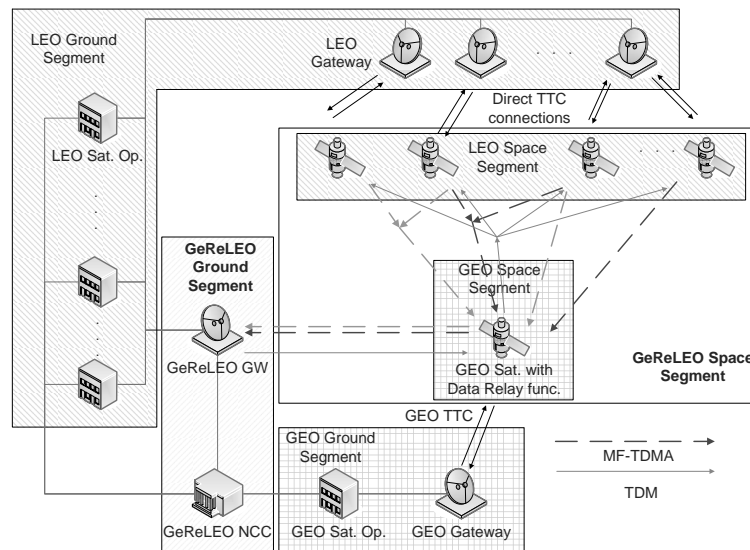 LEO Ground
Segment
LEO
Gateway
. . .
Direct TTC
connections
LEO Sat. Op.
LEO Space
Segment
. . .
GeReLEO
Ground
Segment
GEO Space
Segment
GeReLEO GW
GEO Sat. with
Data Relay func.
GeReLEO Space
Segment
GEO TTC
GEO Ground
Segment
MF-TDMA
TDM
GeReLEO NCC
GEO Sat. Op.
GEO Gateway